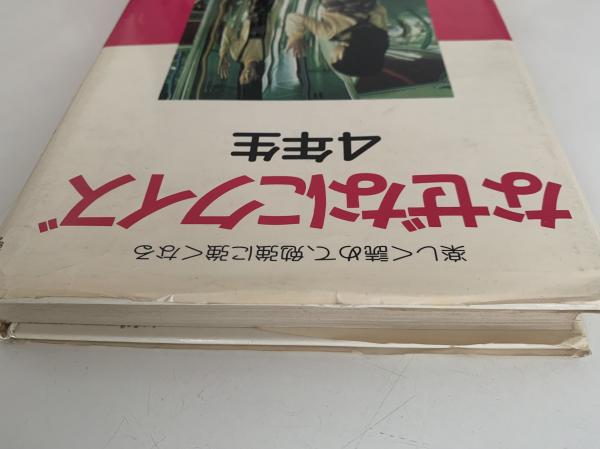 楽しく読めて、勉強に強くなる
なぜなにクイズ
4年生